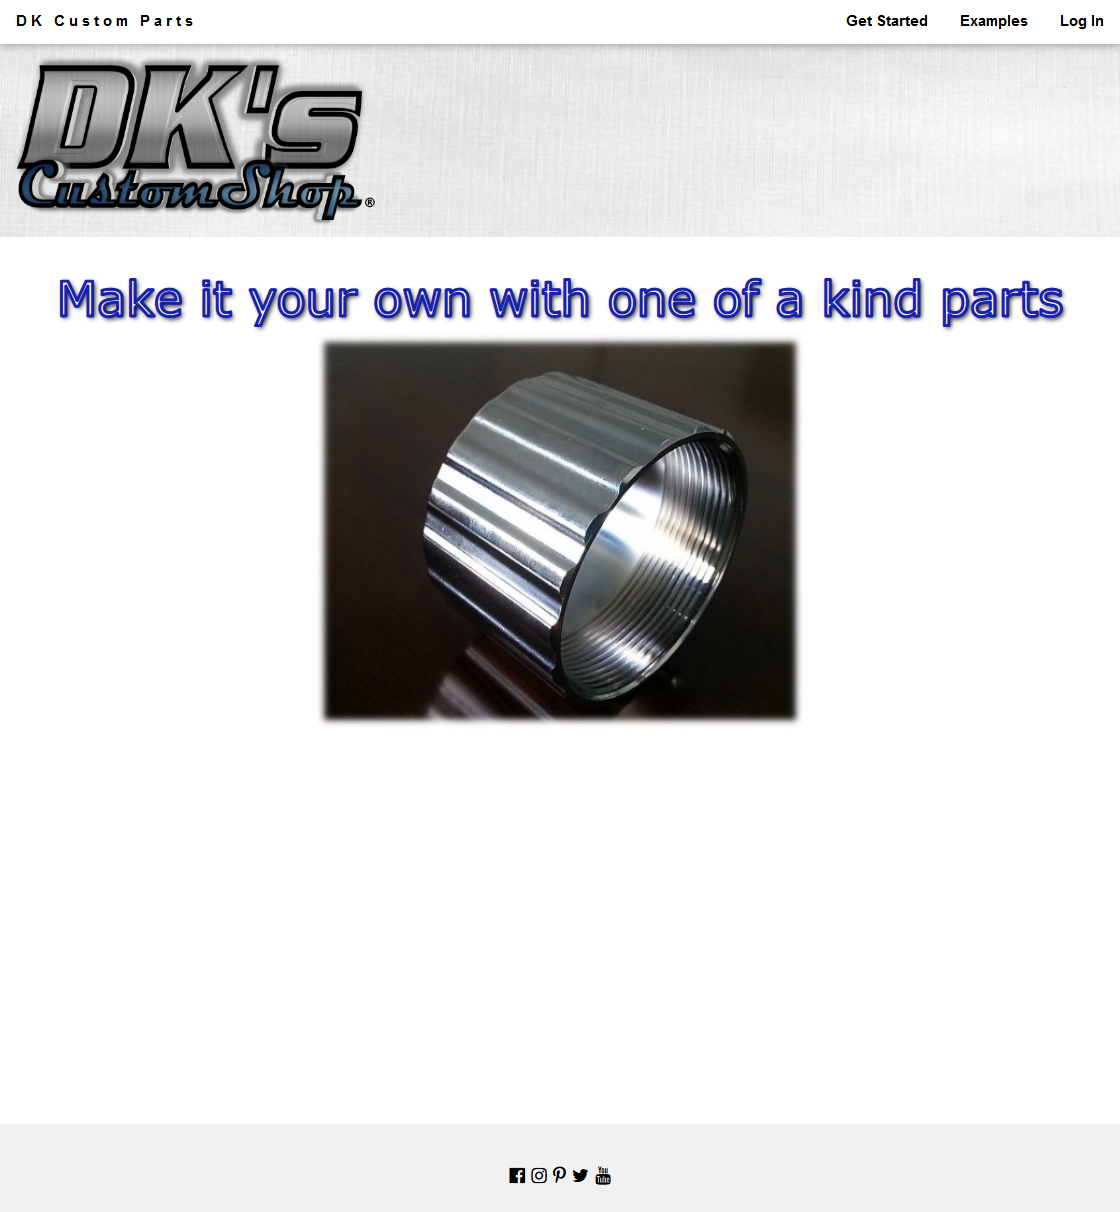 DK Custom Parts
Get Started
Examples
Log In
DK's
CustomShop®
Make it your own with one of a kind parts
You
Tube